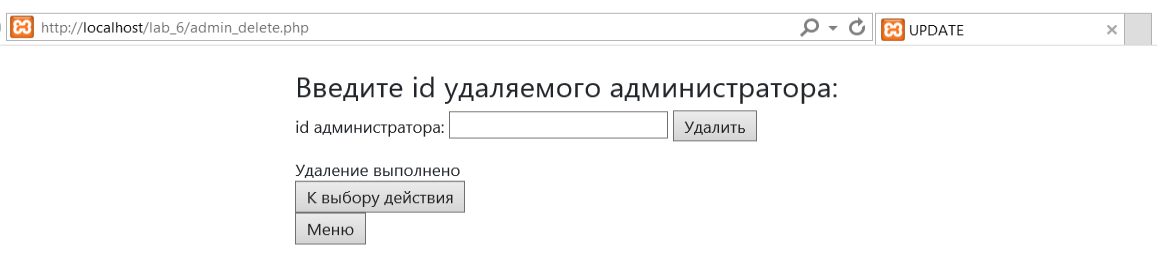 http://localhost/lab_6/admin_delete.php
UPDATE
Введите id удаляемого администратора:
id администратора: Удалить
Удаление выполнено
К выбору действия
Меню